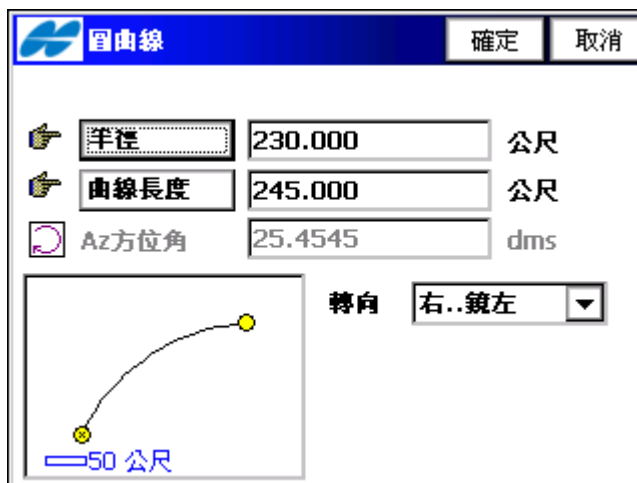 圓曲線 確定 取消
半徑 230.000 公尺
曲線長度 245.000 公尺
Az方位角 25.4545 dms
轉向 右..鏡左
50 公尺